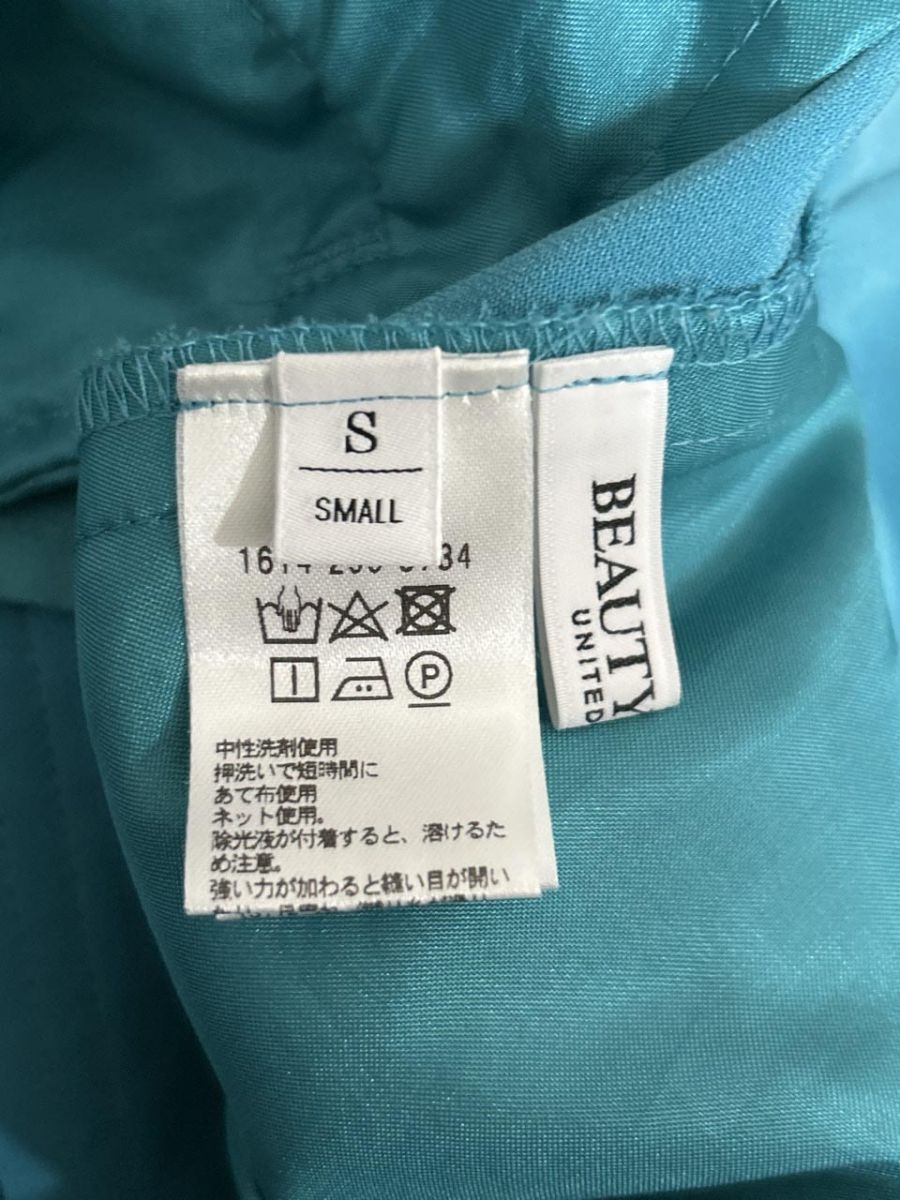 S
SMALL
中性洗剤使用
押洗いで短時間に
あて布使用
ネット使用。
除光液が付着すると、溶けるた
め注意。
強い力が加わると縫い目が開い
P
BEAUTY
UNITED